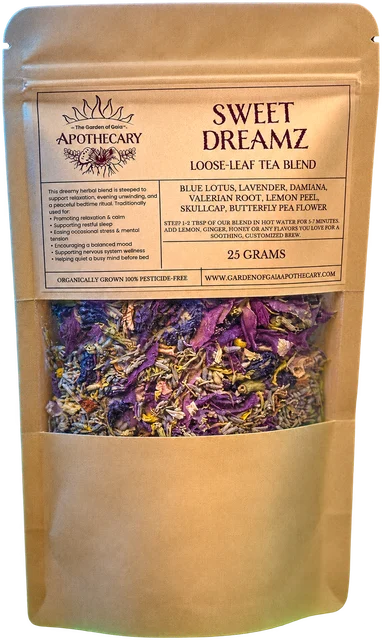 The Garden of Gaia
APOTHECARY
SWEET
DREAMZ
LOOSE-LEAF TEA BLEND
This dreamy herbal blend is steeped to
support relaxation, evening unwinding, and
a peaceful bedtime ritual. Traditionally
used for:
• Promoting relaxation & calm
• Supporting restful sleep
• Easing occasional stress & mental
tension
• Encouraging a balanced mood
• Supporting nervous system wellness
• Helping quiet a busy mind before bed
BLUE LOTUS, LAVENDER, DAMIANA,
VALERIAN ROOT, LEMON PEEL,
SKULLCAP, BUTTERFLY PEA FLOWER
STEEP 1-2 TBSP OF OUR BLEND IN HOT WATER FOR 5-7 MINUTES.
ADD LEMON, GINGER, HONEY OR ANY FLAVORS YOU LOVE FOR A
SOOTHING, CUSTOMIZED BREW.
25 GRAMS
ORGANICALLY GROWN 100% PESTICIDE-FREE
WWW.GARDENOFGAIAAPOTHECARY.COM